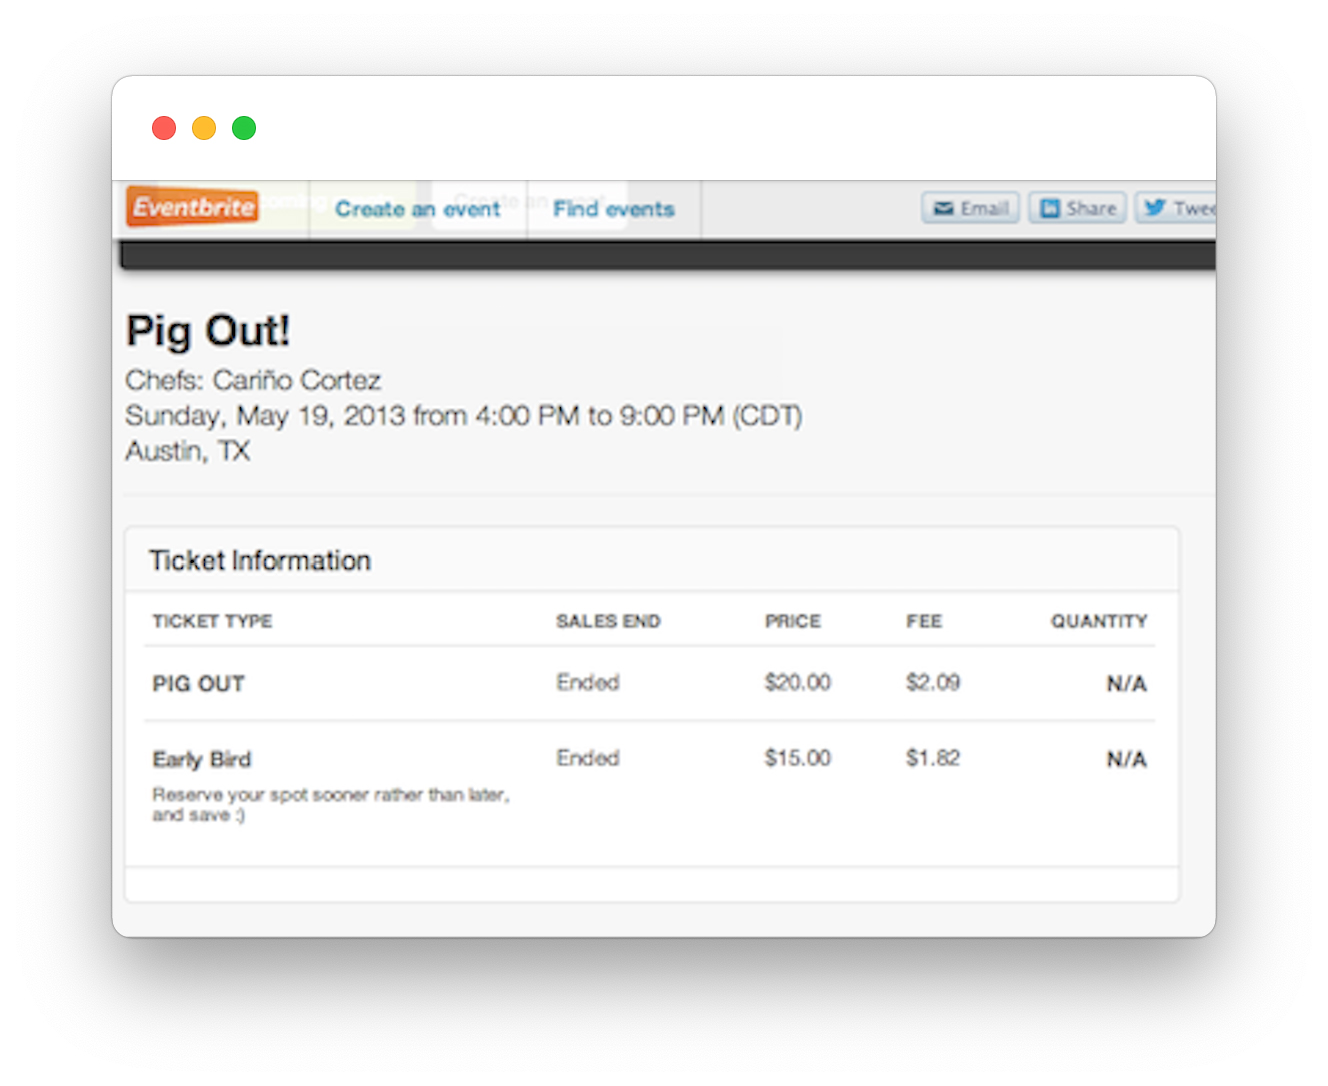 Eventbrite
Create an event
Find events
Email
Share
Twee
Pig Out!
Chefs: Cariño Cortez
Sunday, May 19, 2013 from 4:00 PM to 9:00 PM (CDT)
Austin, TX
Ticket Information
TICKET TYPE SALES END PRICE FEE QUANTITY
PIG OUT Ended $20.00 $2.09 N/A
Early Bird Ended $15.00 $1.82 N/A
Reserve your spot sooner rather than later,
and save :)